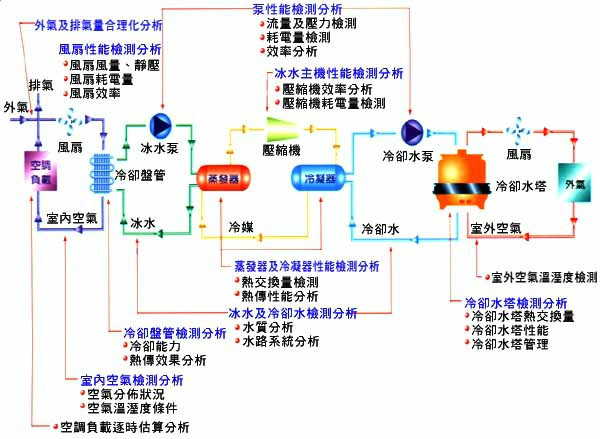 泵性能檢測分析
流量及壓力檢測
耗電量檢測
效率分析
外氣及排氣量合理化分析
風扇性能檢測分析
風扇風量、靜壓
風扇耗電量
風扇效率
冰水主機性能檢測分析
壓縮機效率分析
壓縮機耗電量檢測
排氣
外氣
風扇
冰水泵
壓縮機
冷卻水泵
風扇
空調
負載
冷卻盤管
蒸發器
冷凝器
冷卻水塔
外氣
室內空氣
冰水
冷媒
冷卻水
室外空氣
蒸發器及冷凝器性能檢測分析
熱交換量檢測
熱傳性能分析
室外空氣溫溼度檢測
冰水及冷卻水檢測分析
水質分析
水路系統分析
冷卻水塔檢測分析
冷卻水塔熱交換量
冷卻水塔性能
冷卻水塔管理
冷卻盤管檢測分析
冷卻能力
熱傳效果分析
室內空氣檢測分析
空氣分佈狀況
空氣溫溼度條件
空調負載逐時估算分析